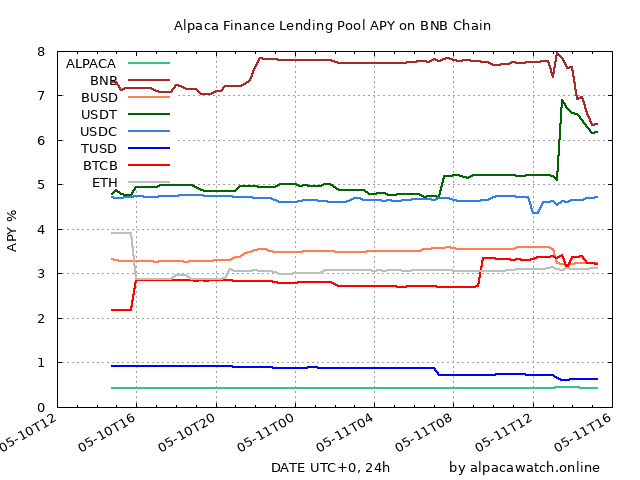 Alpaca Finance Lending Pool APY on BNB Chain
ALPACA
BNB
BUSD
USDT
USDC
TUSD
BTCB
ETH
8
7
6
5
4
3
2
1
0
APY %
05-10T12
05-10T16
05-10T20
05-11T00
05-11T04
05-11T08
05-11T12
05-11T16
DATE UTC+0, 24h
by alpacawatch.online